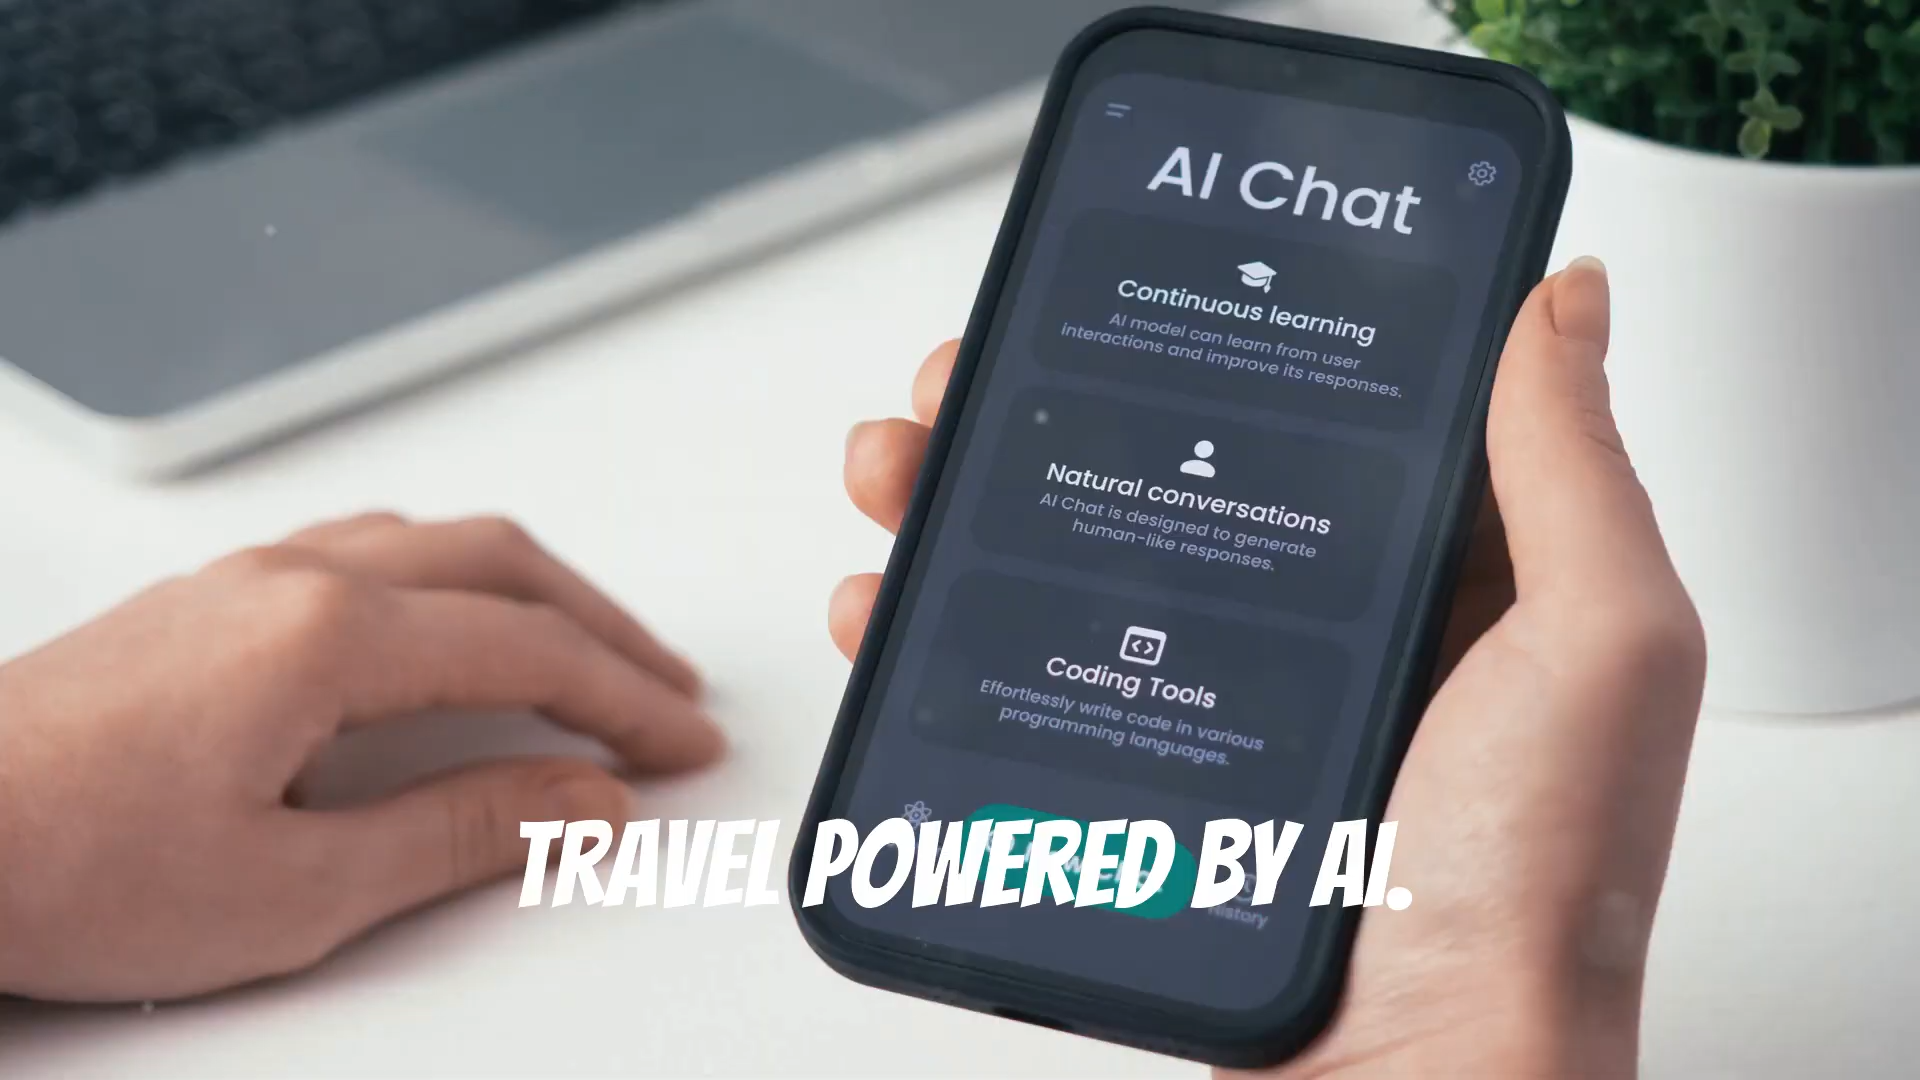 AI Chat
Continuous learning
AI model can learn from user
interactions and improve its responses.
Natural conversations
AI Chat is designed to generate
human-like responses.
Coding Tools
Effortlessly write code in various
programming languages.
TRAVEL POWERED BY AI.
History